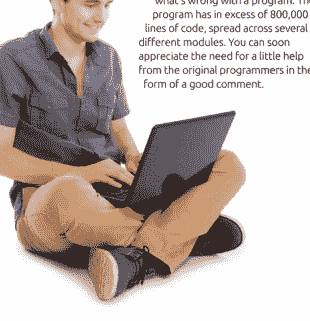 what's wrong with a program. The
program has in excess of 800,000
lines of code, spread across several
different modules. You can soon
appreciate the need for a little help
from the original programmers in the
form of a good comment.